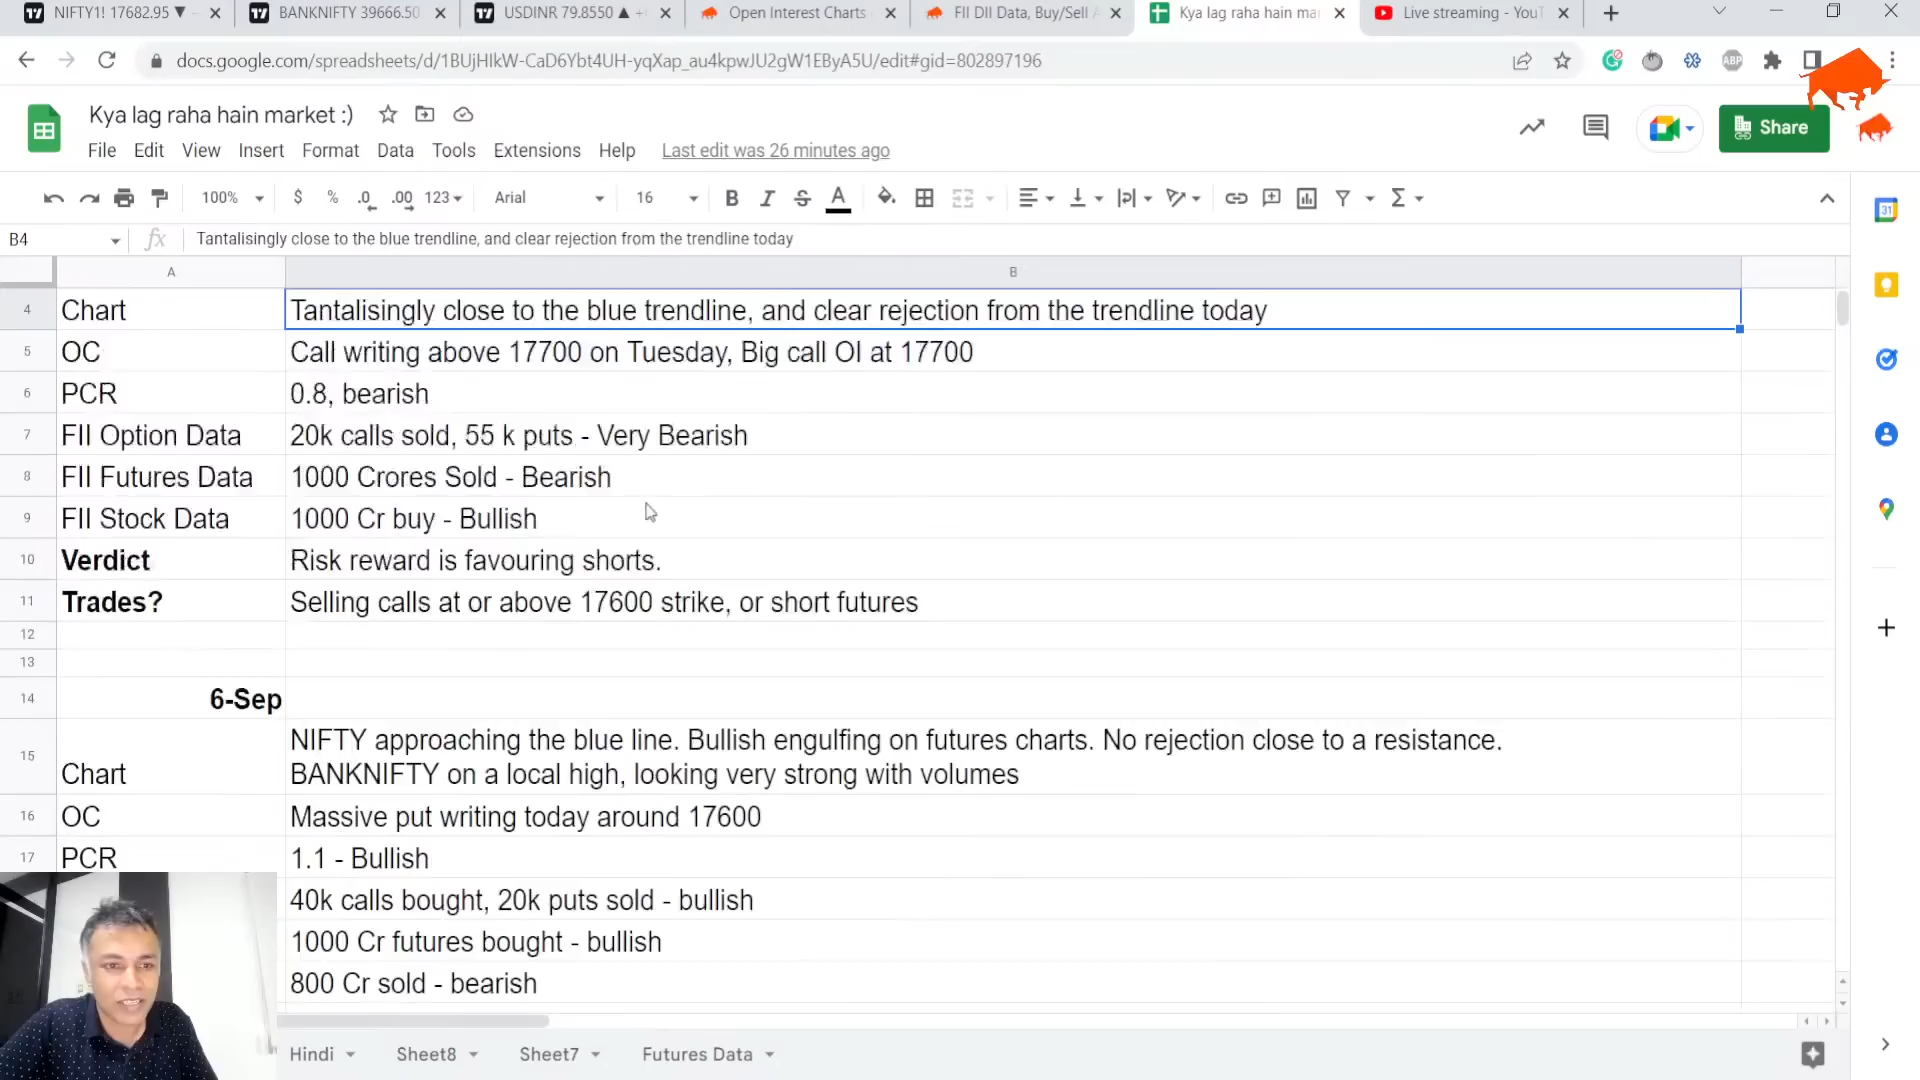 NIFTY1! 17682.95 ▼
BANKNIFTY 39666.50
USDINR 79.8550 ▲
Open Interest Charts
FII DII Data, Buy/Sell
Kya lag raha hain mar
Live streaming - YouT
docs.google.com/spreadsheets/d/1BUjHIkW-CaD6Ybt4UH-yqXap_au4kpwJU2gW1EByA5U/edit#gid=802897196
ABP
Kya lag raha hain market :)
Share
File Edit View Insert Format Data Tools Extensions Help Last edit was 26 minutes ago
100% $ % .0 .00 123 Arial 16 B I S A
31
B4 fx Tantalisingly close to the blue trendline, and clear rejection from the trendline today
A B
4 Chart Tantalisingly close to the blue trendline, and clear rejection from the trendline today
5 OC Call writing above 17700 on Tuesday, Big call OI at 17700
6 PCR 0.8, bearish
7 FII Option Data 20k calls sold, 55 k puts - Very Bearish
8 FII Futures Data 1000 Crores Sold - Bearish
9 FII Stock Data 1000 Cr buy - Bullish
10 Verdict Risk reward is favouring shorts.
11 Trades? Selling calls at or above 17600 strike, or short futures
12
13
14 6-Sep
NIFTY approaching the blue line. Bullish engulfing on futures charts. No rejection close to a resistance.
15 Chart BANKNIFTY on a local high, looking very strong with volumes
16 OC Massive put writing today around 17600
17 PCR 1.1 - Bullish
40k calls bought, 20k puts sold - bullish
1000 Cr futures bought - bullish
800 Cr sold - bearish
Hindi Sheet8 Sheet7 Futures Data